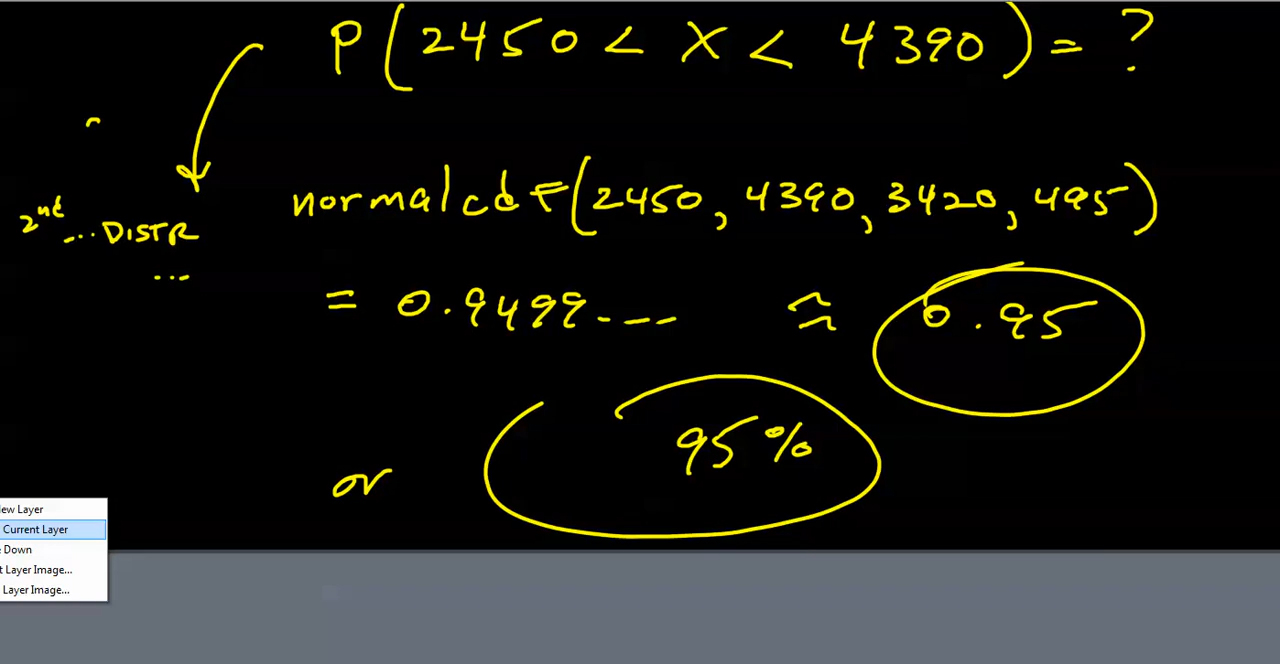 P(2450 < X < 4390) = ?
normalcdf(2450, 4390, 3420, 495)
2nd
...DISTR
...
= 0.9499---- ≈ 0.95
or 95%
ew Layer
Current Layer
Down
t Layer Image...
Layer Image...